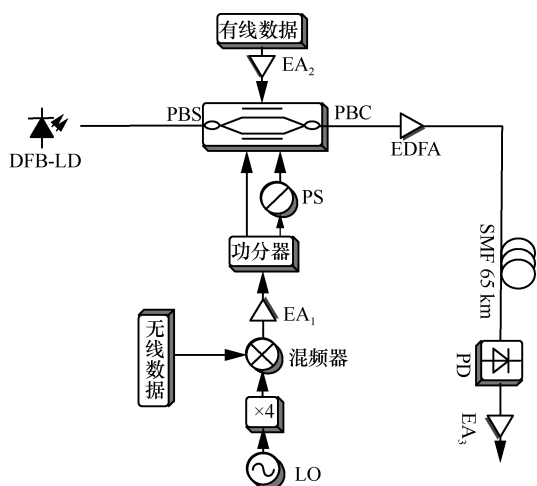 有线数据
EA2
PBS
PBC
DFB-LD
EDFA
PS
功分器
SMF 65 km
EA1
无线数据
混频器
PD
×4
EA3
LO